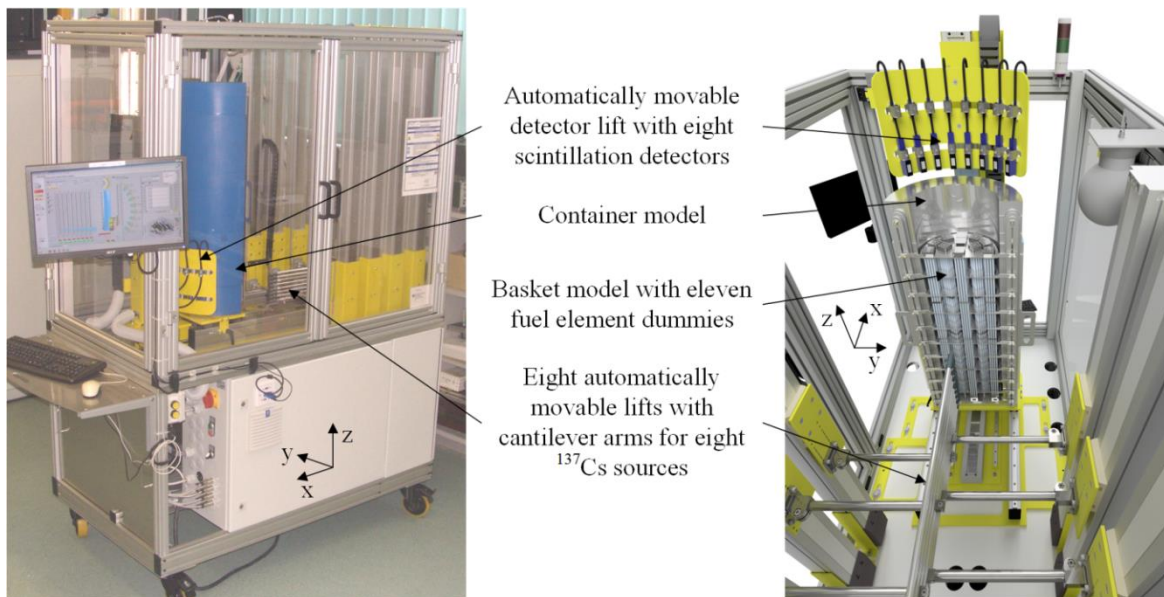 Automatically movable
detector lift with eight
scintillation detectors
Container model
Basket model with eleven
fuel element dummies
Eight automatically
movable lifts with
cantilever arms for eight
¹³⁷Cs sources
z
y
x
z
x
y